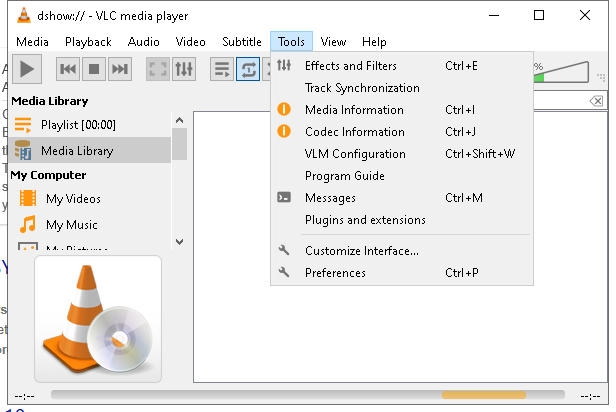 dshow:// - VLC media player
Media Playback Audio Video Subtitle Tools View Help
%
Effects and Filters Ctrl+E
Track Synchronization
Media Information Ctrl+I
Codec Information Ctrl+J
VLM Configuration Ctrl+Shift+W
Program Guide
Messages Ctrl+M
Plugins and extensions
Customize Interface...
Preferences Ctrl+P
Media Library
Playlist [00:00]
Media Library
My Computer
My Videos
My Music
My Pictures
--:-- --:--